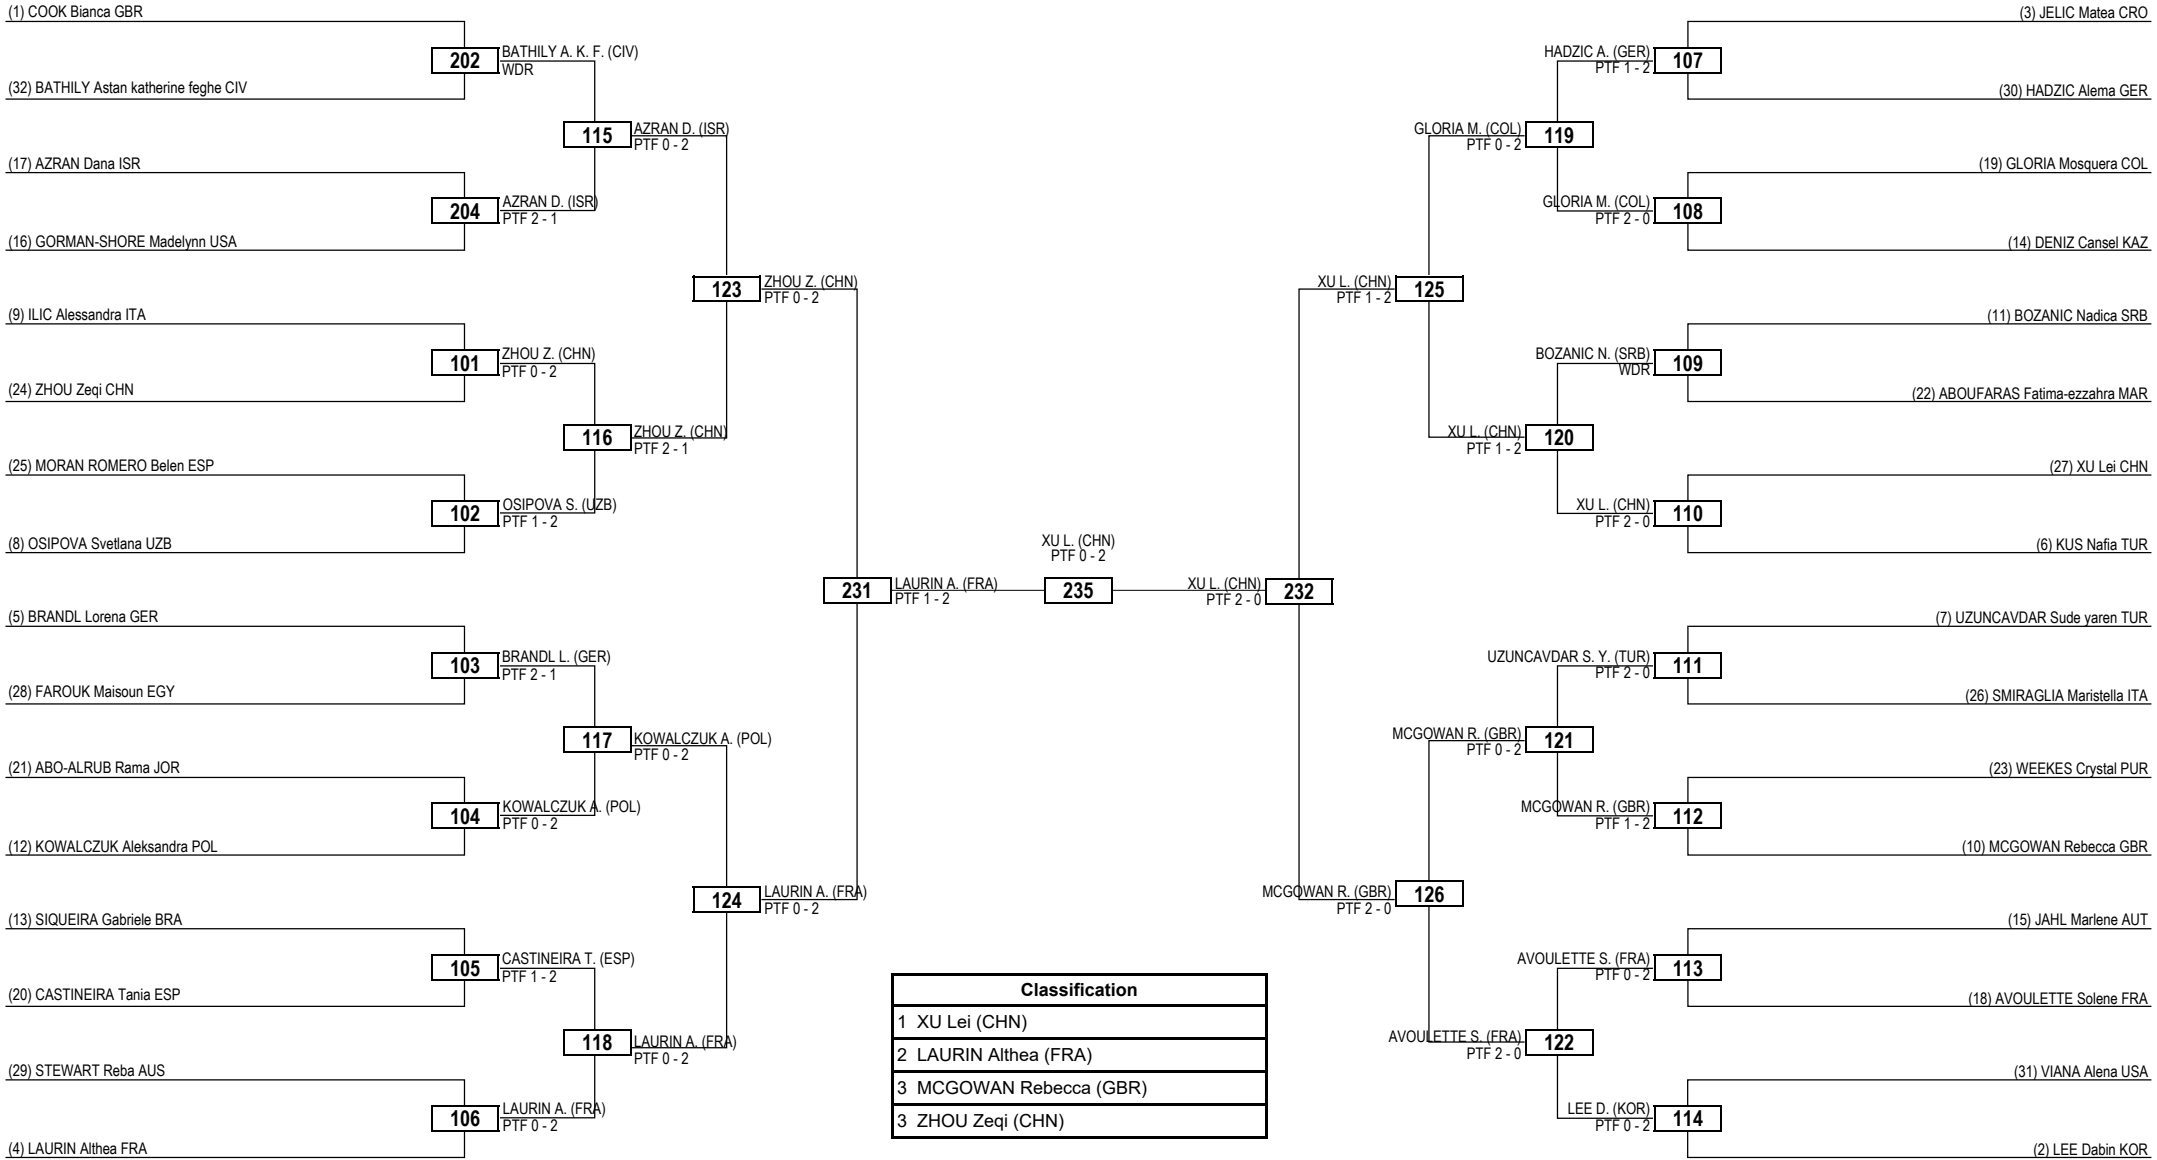 (1) COOK Bianca GBR
202
BATHILY A. K. F. (CIV)
WDR
(32) BATHILY Astan katherine feghe CIV
115
AZRAN D. (ISR)
PTF 0 - 2
(17) AZRAN Dana ISR
204
AZRAN D. (ISR)
PTF 2 - 1
(16) GORMAN-SHORE Madelynn USA
123
ZHOU Z. (CHN)
PTF 0 - 2
(9) ILIC Alessandra ITA
101
ZHOU Z. (CHN)
PTF 0 - 2
(24) ZHOU Zeqi CHN
116
ZHOU Z. (CHN)
PTF 2 - 1
(25) MORAN ROMERO Belen ESP
102
OSIPOVA S. (UZB)
PTF 1 - 2
(8) OSIPOVA Svetlana UZB
231
LAURIN A. (FRA)
PTF 1 - 2
(5) BRANDL Lorena GER
103
BRANDL L. (GER)
PTF 2 - 1
(28) FAROUK Maisoun EGY
117
KOWALCZUK A. (POL)
PTF 0 - 2
(21) ABO-ALRUB Rama JOR
104
KOWALCZUK A. (POL)
PTF 0 - 2
(12) KOWALCZUK Aleksandra POL
124
LAURIN A. (FRA)
PTF 0 - 2
(13) SIQUEIRA Gabriele BRA
105
CASTINEIRA T. (ESP)
PTF 1 - 2
(20) CASTINEIRA Tania ESP
118
LAURIN A. (FRA)
PTF 0 - 2
(29) STEWART Reba AUS
106
LAURIN A. (FRA)
PTF 0 - 2
(4) LAURIN Althea FRA
XU L. (CHN)
PTF 0 - 2
235
Classification
1 XU Lei (CHN)
2 LAURIN Althea (FRA)
3 MCGOWAN Rebecca (GBR)
3 ZHOU Zeqi (CHN)
(3) JELIC Matea CRO
HADZIC A. (GER)
PTF 1 - 2
107
(30) HADZIC Alema GER
GLORIA M. (COL)
PTF 0 - 2
119
(19) GLORIA Mosquera COL
GLORIA M. (COL)
PTF 2 - 0
108
(14) DENIZ Cansel KAZ
XU L. (CHN)
PTF 1 - 2
125
(11) BOZANIC Nadica SRB
BOZANIC N. (SRB)
WDR
109
(22) ABOUFARAS Fatima-ezzahra MAR
XU L. (CHN)
PTF 1 - 2
120
(27) XU Lei CHN
XU L. (CHN)
PTF 2 - 0
110
(6) KUS Nafia TUR
XU L. (CHN)
PTF 2 - 0
232
(7) UZUNCAVDAR Sude yaren TUR
UZUNCAVDAR S. Y. (TUR)
PTF 2 - 0
111
(26) SMIRAGLIA Maristella ITA
MCGOWAN R. (GBR)
PTF 0 - 2
121
(23) WEEKES Crystal PUR
MCGOWAN R. (GBR)
PTF 1 - 2
112
(10) MCGOWAN Rebecca GBR
MCGOWAN R. (GBR)
PTF 2 - 0
126
(15) JAHL Marlene AUT
AVOULETTE S. (FRA)
PTF 0 - 2
113
(18) AVOULETTE Solene FRA
AVOULETTE S. (FRA)
PTF 2 - 0
122
(31) VIANA Alena USA
LEE D. (KOR)
PTF 0 - 2
114
(2) LEE Dabin KOR